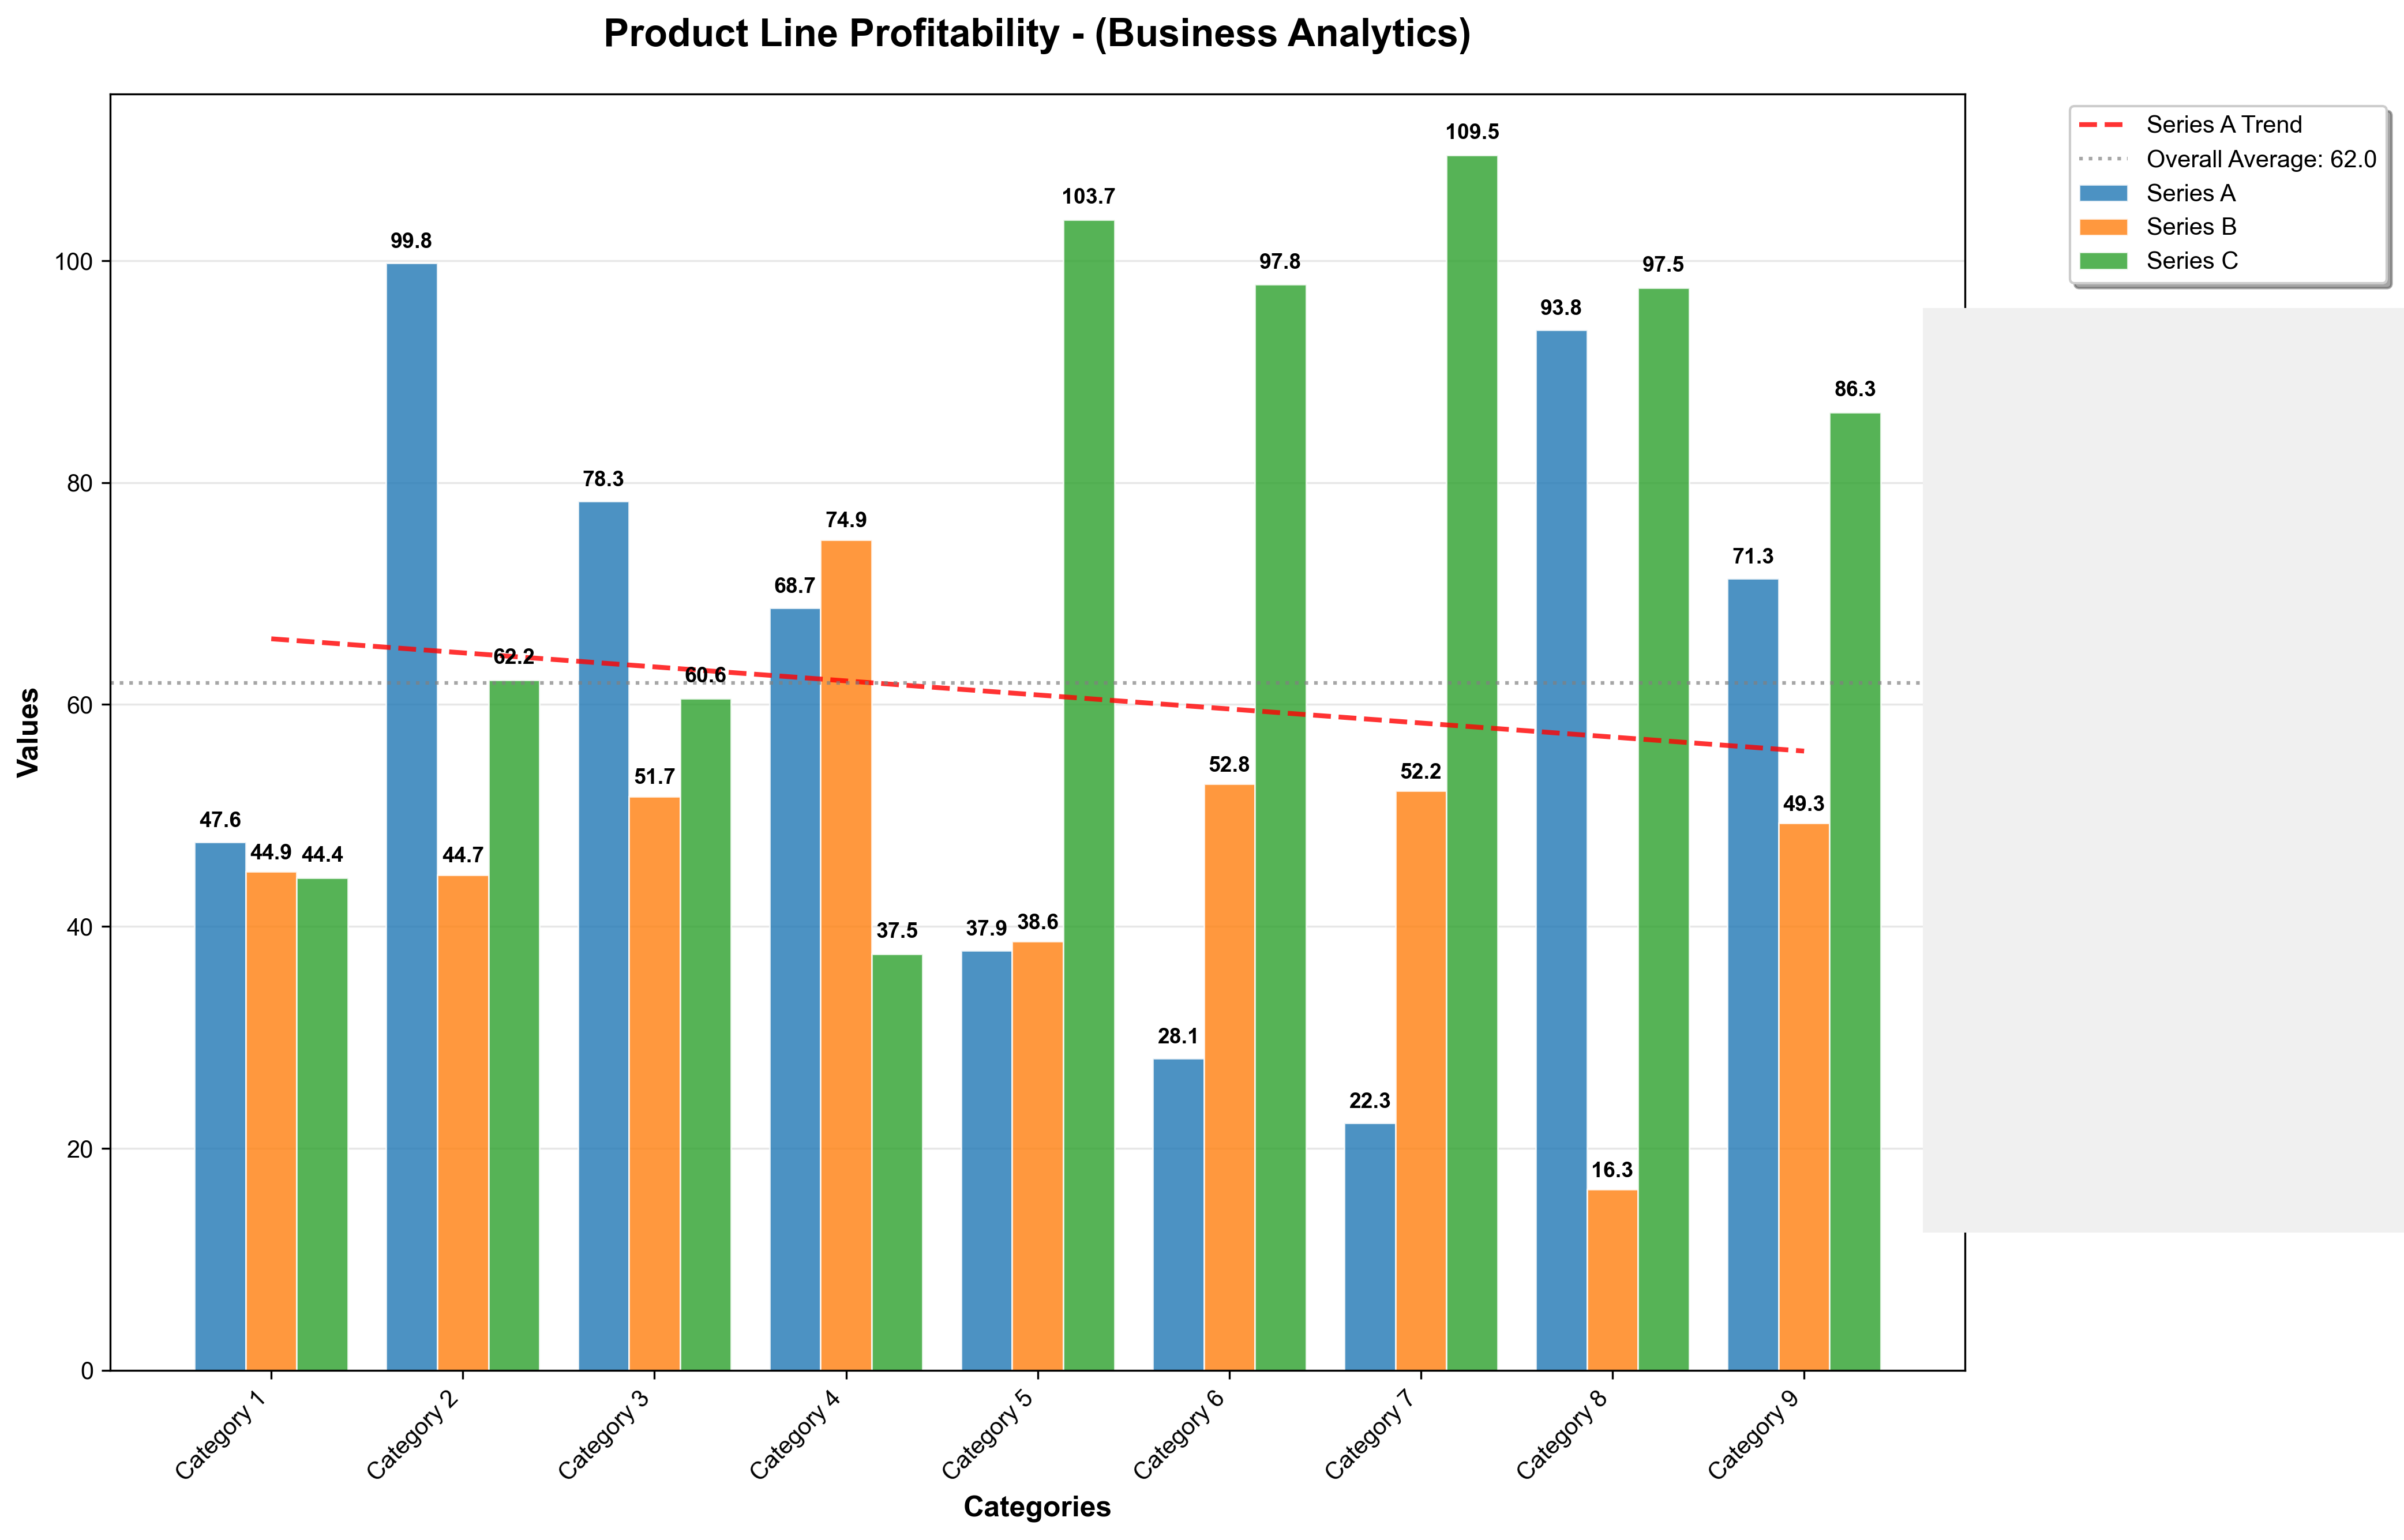 Product Line Profitability - (Business Analytics)
Series A Trend
Overall Average: 62.0
Series A
Series B
Series C
Values
100
80
60
40
20
0
47.6
44.9
44.4
99.8
44.7
62.2
78.3
51.7
60.6
68.7
74.9
37.5
37.9
38.6
103.7
28.1
52.8
97.8
22.3
52.2
109.5
93.8
16.3
97.5
71.3
49.3
86.3
Category 1
Category 2
Category 3
Category 4
Category 5
Category 6
Category 7
Category 8
Category 9
Categories